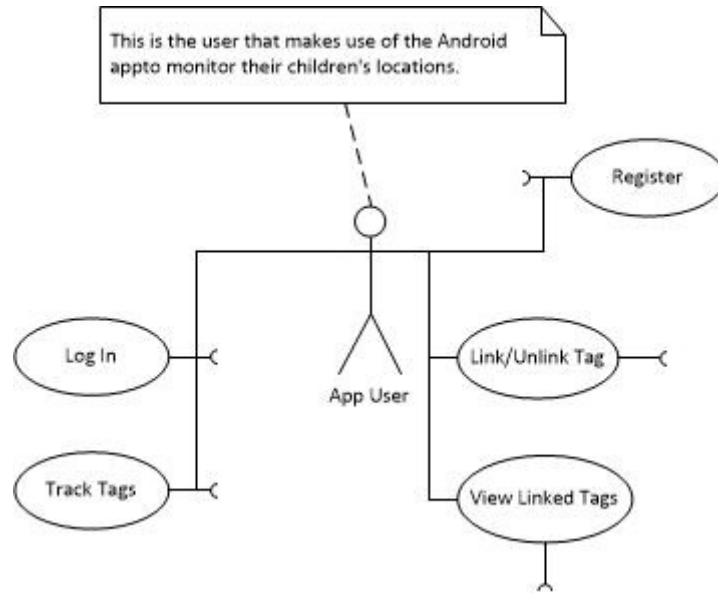 This is the user that makes use of the Android
appto monitor their children's locations.
Register
Log In
Link/Unlink Tag
App User
Track Tags
View Linked Tags